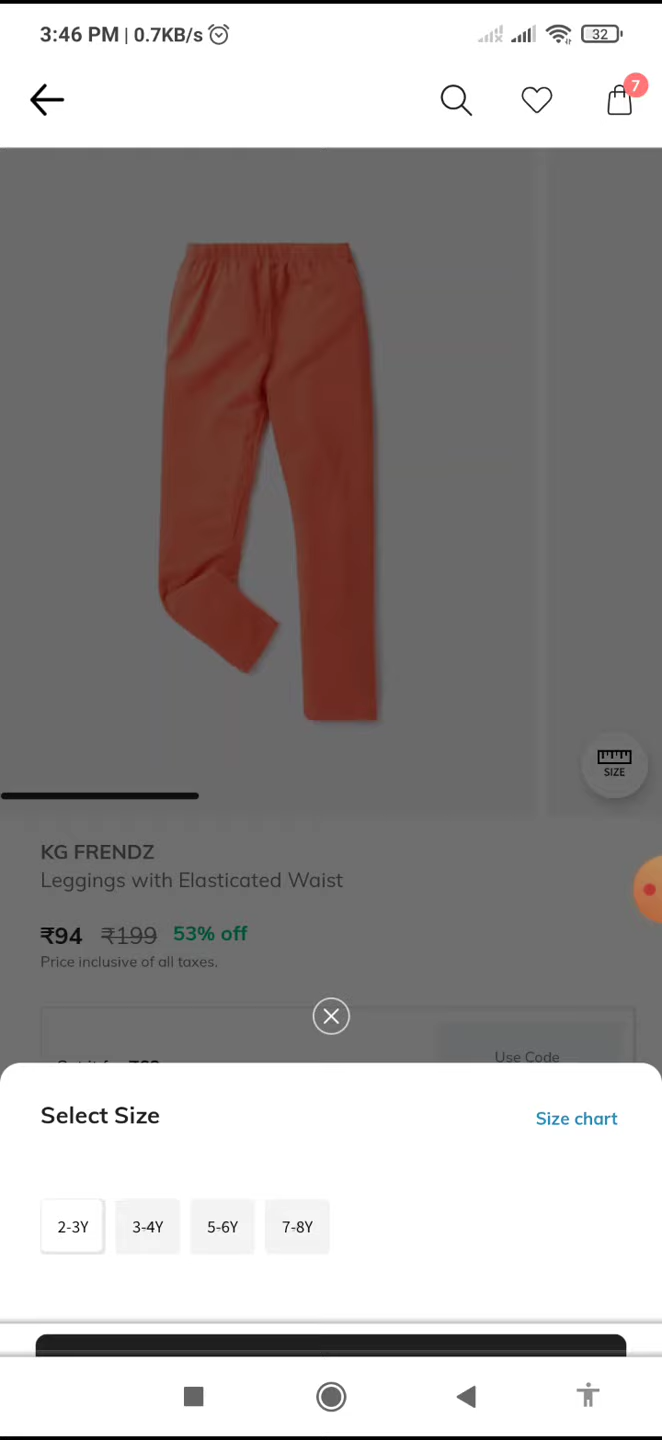 3:46 PM | 0.7KB/s
32
7
SIZE
KG FRENDZ
Leggings with Elasticated Waist
₹94 ₹199 53% off
Price inclusive of all taxes.
Use Code
Select Size
Size chart
2-3Y 3-4Y 5-6Y 7-8Y